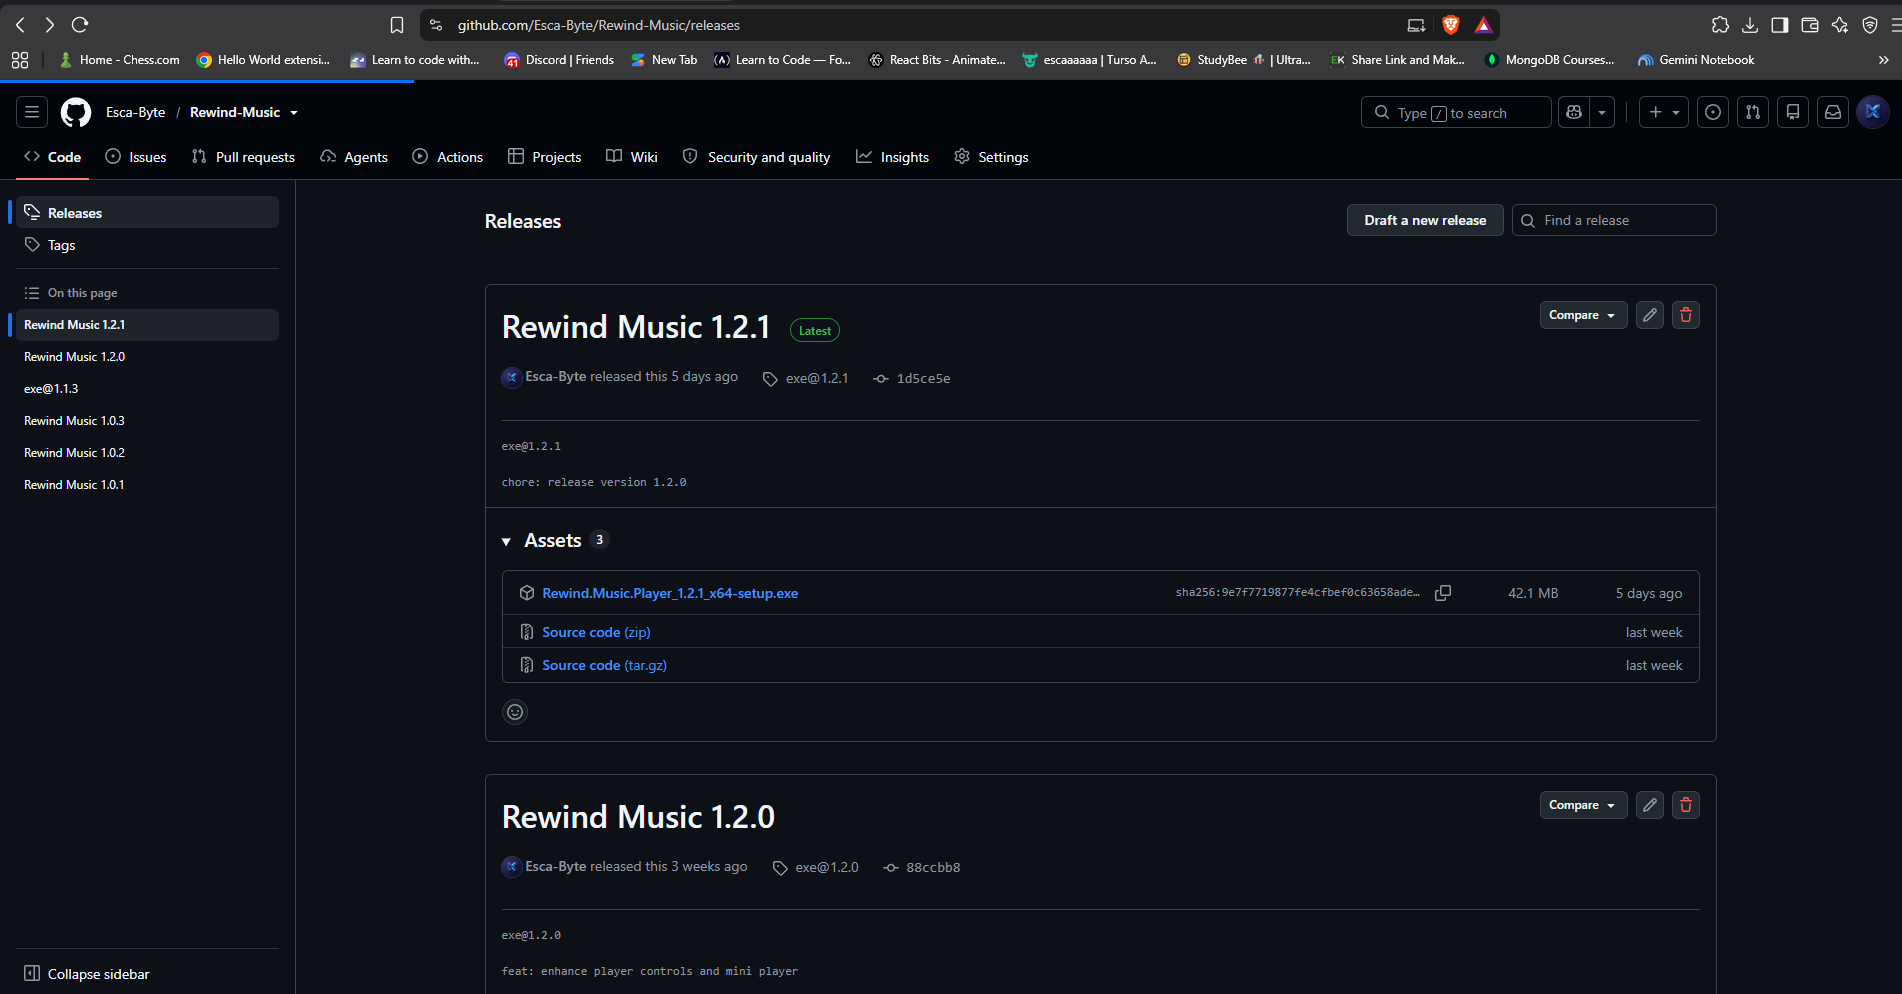 github.com/Esca-Byte/Rewind-Music/releases
Home - Chess.com
Hello World extensi...
Learn to code with...
41
Discord | Friends
New Tab
(A)
Learn to Code — Fo...
React Bits - Animate...
escaaaaaa | Turso A...
StudyBee | Ultra...
EK
Share Link and Mak...
MongoDB Courses...
Gemini Notebook
»
Esca-Byte / Rewind-Music
Type / to search
Code
Issues
Pull requests
Agents
Actions
Projects
Wiki
Security and quality
Insights
Settings
Releases
Tags
On this page
Rewind Music 1.2.1
Rewind Music 1.2.0
exe@1.1.3
Rewind Music 1.0.3
Rewind Music 1.0.2
Rewind Music 1.0.1
Collapse sidebar
Releases
Draft a new release
Find a release
Rewind Music 1.2.1
Latest
Compare
Esca-Byte released this 5 days ago
exe@1.2.1
1d5ce5e
exe@1.2.1
chore: release version 1.2.0
Assets 3
Rewind.Music.Player_1.2.1_x64-setup.exe
sha256:9e7f7719877fe4cfbef0c63658ade…
42.1 MB
5 days ago
Source code (zip)
last week
Source code (tar.gz)
last week
Rewind Music 1.2.0
Compare
Esca-Byte released this 3 weeks ago
exe@1.2.0
88ccbb8
exe@1.2.0
feat: enhance player controls and mini player